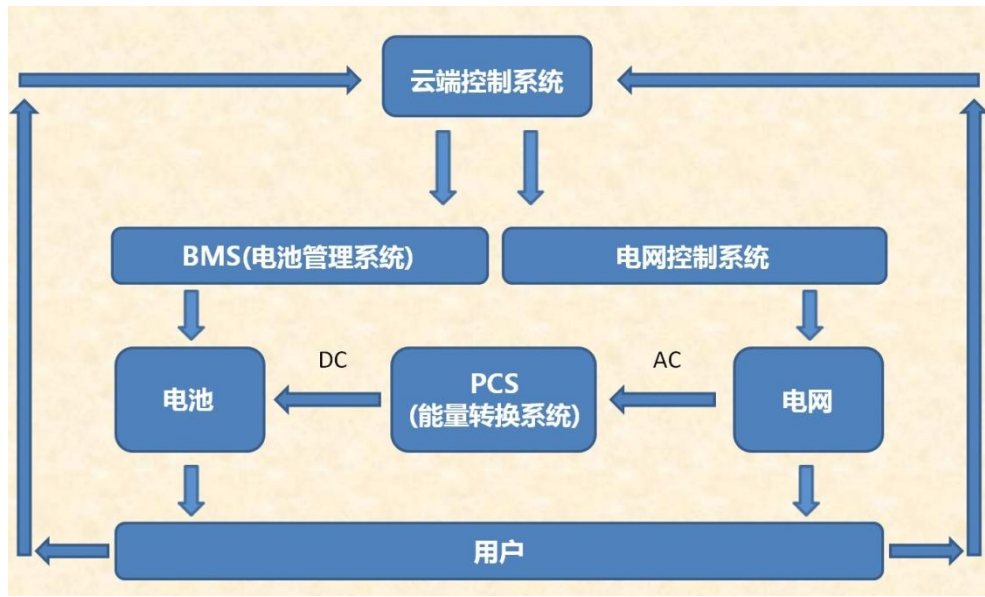 云端控制系统
BMS(电池管理系统)
电网控制系统
DC
AC
电池
PCS
(能量转换系统)
电网
用户